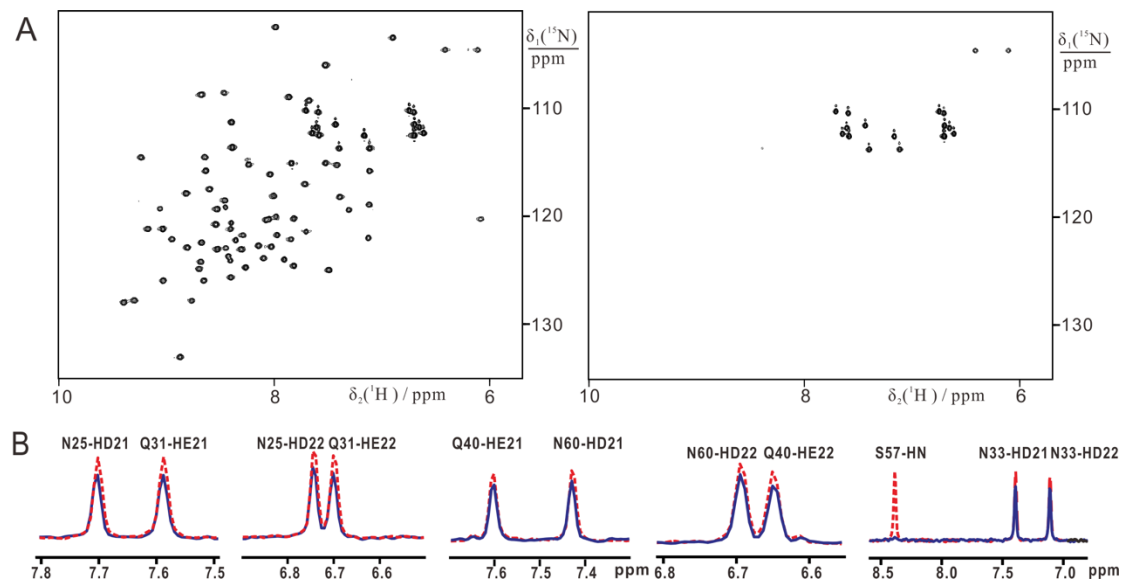 A
δ₁(¹⁵N)
ppm
110
120
130
10
8
6
δ₂(¹H) / ppm
δ₁(¹⁵N)
ppm
110
120
130
10
8
6
δ₂(¹H) / ppm
B
N25-HD21 Q31-HE21
7.8 7.7 7.6 7.5
N25-HD22 Q31-HE22
6.8 6.7 6.6
Q40-HE21 N60-HD21
7.6 7.5 7.4 ppm
N60-HD22 Q40-HE22
6.8 6.7 6.6
S57-HN N33-HD21 N33-HD22
8.5 8.0 7.5 7.0 ppm